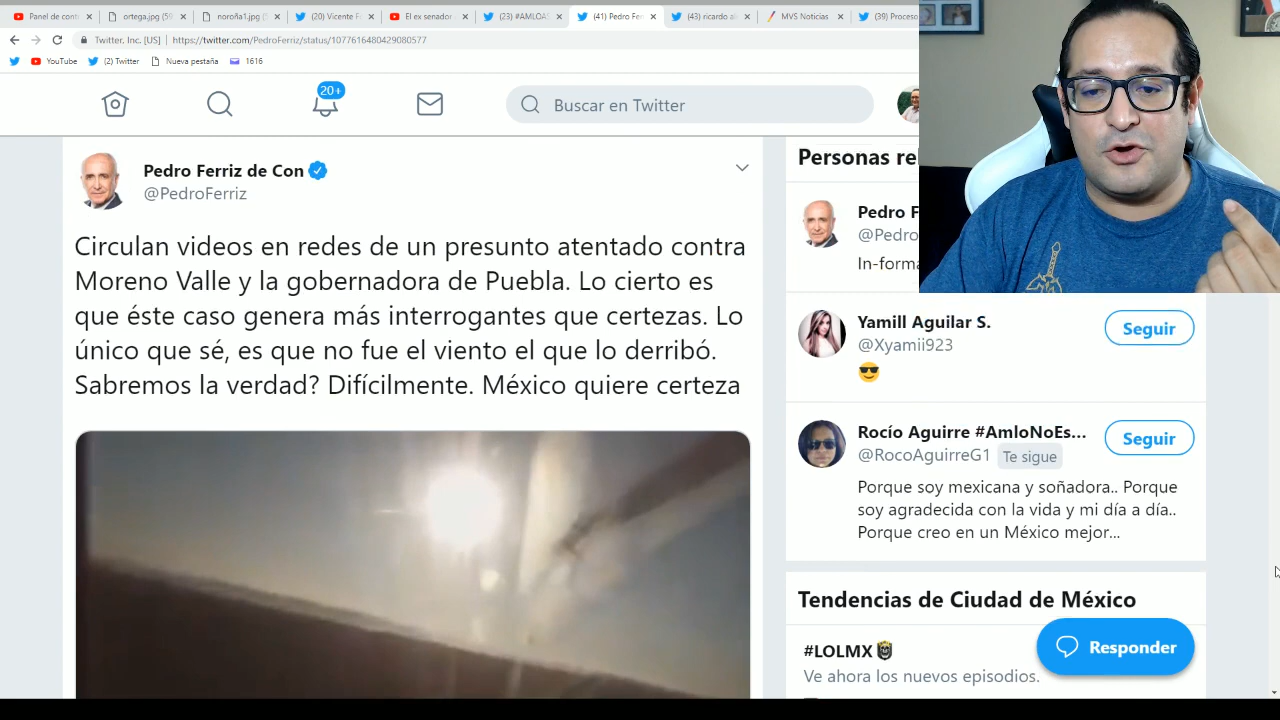 Panel de cont
ortega.jpg (59
noroña1.jpg (
(20) Vicente F
El ex senador
(23) #AMLOAS
(41) Pedro Fer
(43) ricardo al
MVS Noticias
(39) Proceso
Twitter, Inc. [US]
https://twitter.com/PedroFerriz/status/1077616480429080577
YouTube
(2) Twitter
Nueva pestaña
1616
20+
Buscar en Twitter
Pedro Ferriz de Con
@PedroFerriz
Circulan videos en redes de un presunto atentado contra
Moreno Valle y la gobernadora de Puebla. Lo cierto es
que éste caso genera más interrogantes que certezas. Lo
único que sé, es que no fue el viento el que lo derribó.
Sabremos la verdad? Difícilmente. México quiere certeza
Personas re
Pedro F
@Pedro
In-forma
Yamill Aguilar S.
@Xyamii923
Seguir
Rocío Aguirre #AmloNoEs...
@RocoAguirreG1 Te sigue
Seguir
Porque soy mexicana y soñadora.. Porque
soy agradecida con la vida y mi día a día..
Porque creo en un México mejor...
Tendencias de Ciudad de México
#LOLMX
Ve ahora los nuevos episodios.
Responder